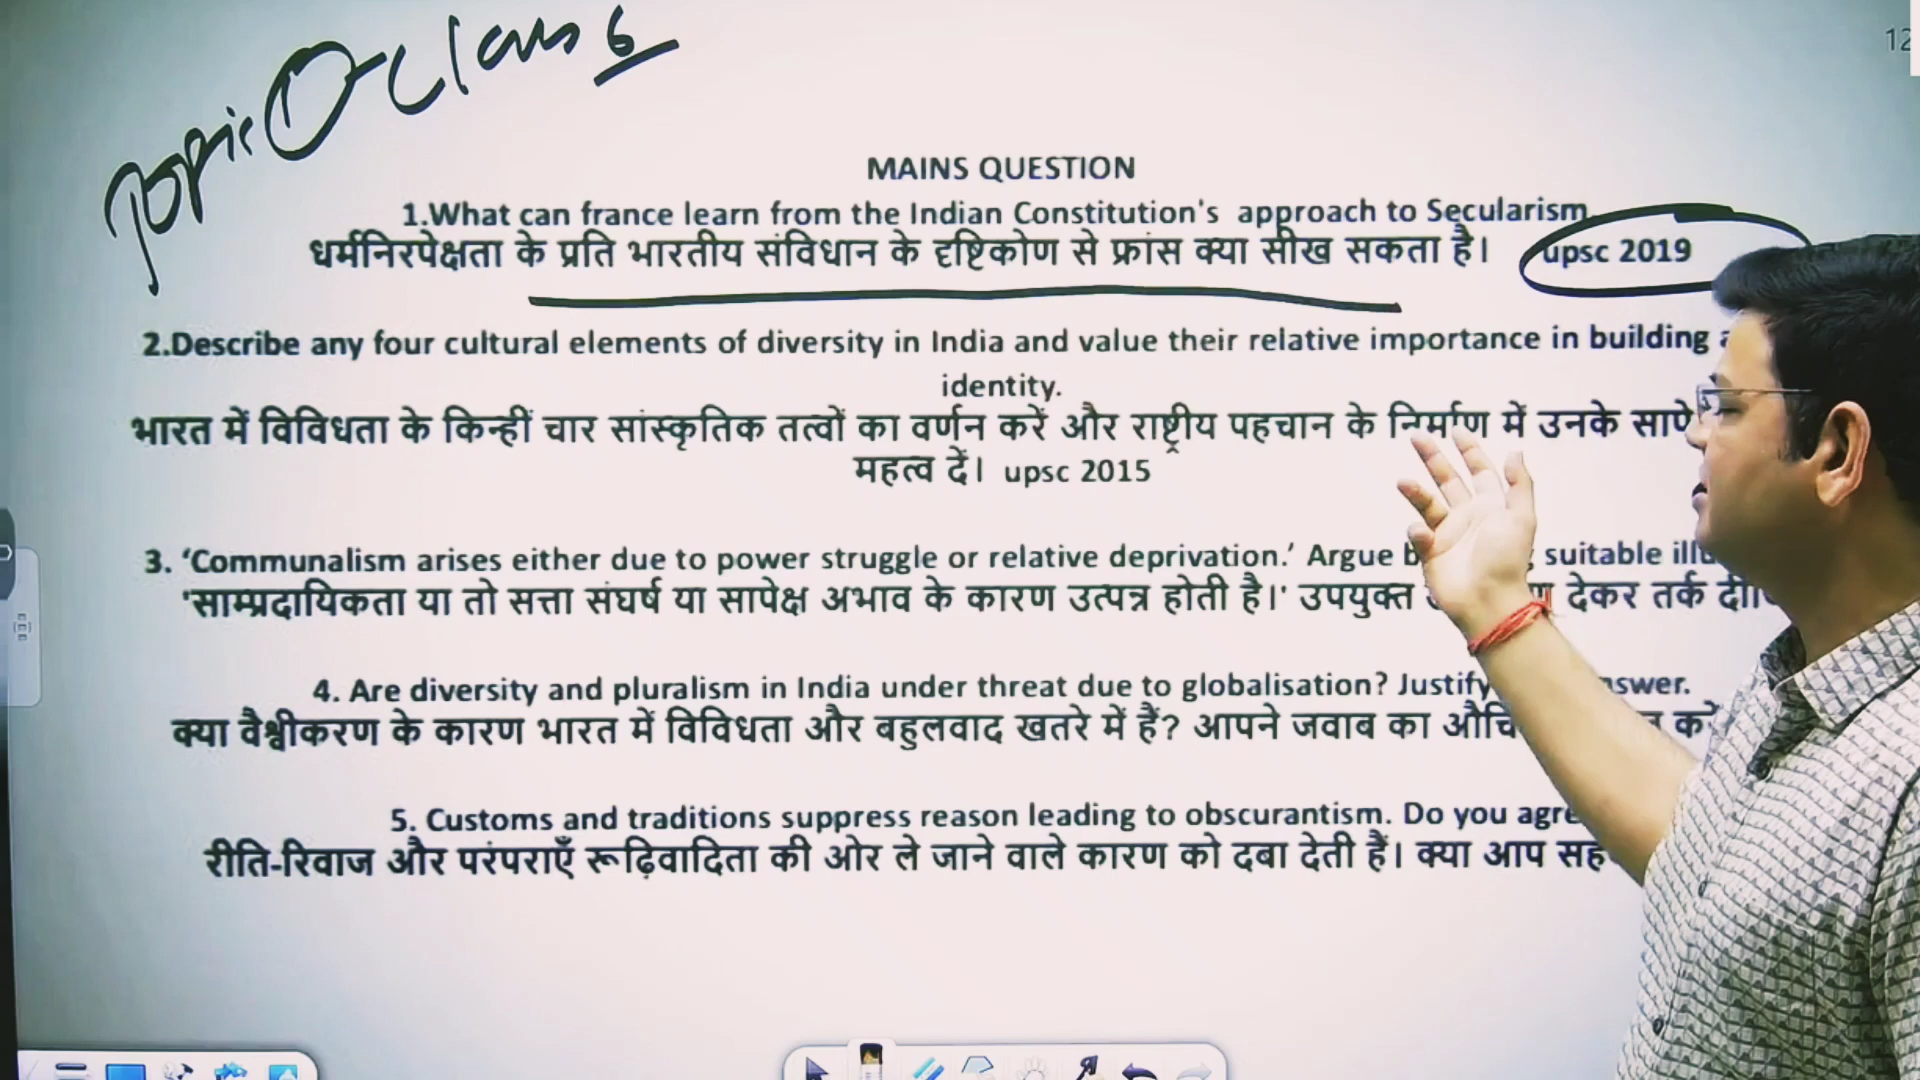 Topic ① class 6
12
MAINS QUESTION
1.What can france learn from the Indian Constitution's approach to Secularism.
धर्मनिरपेक्षता के प्रति भारतीय संविधान के दृष्टिकोण से फ्रांस क्या सीख सकता है। upsc 2019
2.Describe any four cultural elements of diversity in India and value their relative importance in building
identity.
भारत में विविधता के किन्हीं चार सांस्कृतिक तत्वों का वर्णन करें और राष्ट्रीय पहचान के निर्माण में उनके
महत्व दें। upsc 2015
3. ‘Communalism arises either due to power struggle or relative deprivation.’ Argue suitable
'साम्प्रदायिकता या तो सत्ता संघर्ष या सापेक्ष अभाव के कारण उत्पन्न होती है।' उपयुक्त देकर तर्क
4. Are diversity and pluralism in India under threat due to globalisation? Justify
क्या वैश्वीकरण के कारण भारत में विविधता और बहुलवाद खतरे में हैं? आपने जवाब का
5. Customs and traditions suppress reason leading to obscurantism. Do you
रीति-रिवाज और परंपराएँ रूढ़िवादिता की ओर ले जाने वाले कारण को दबा देती हैं। क्या आप